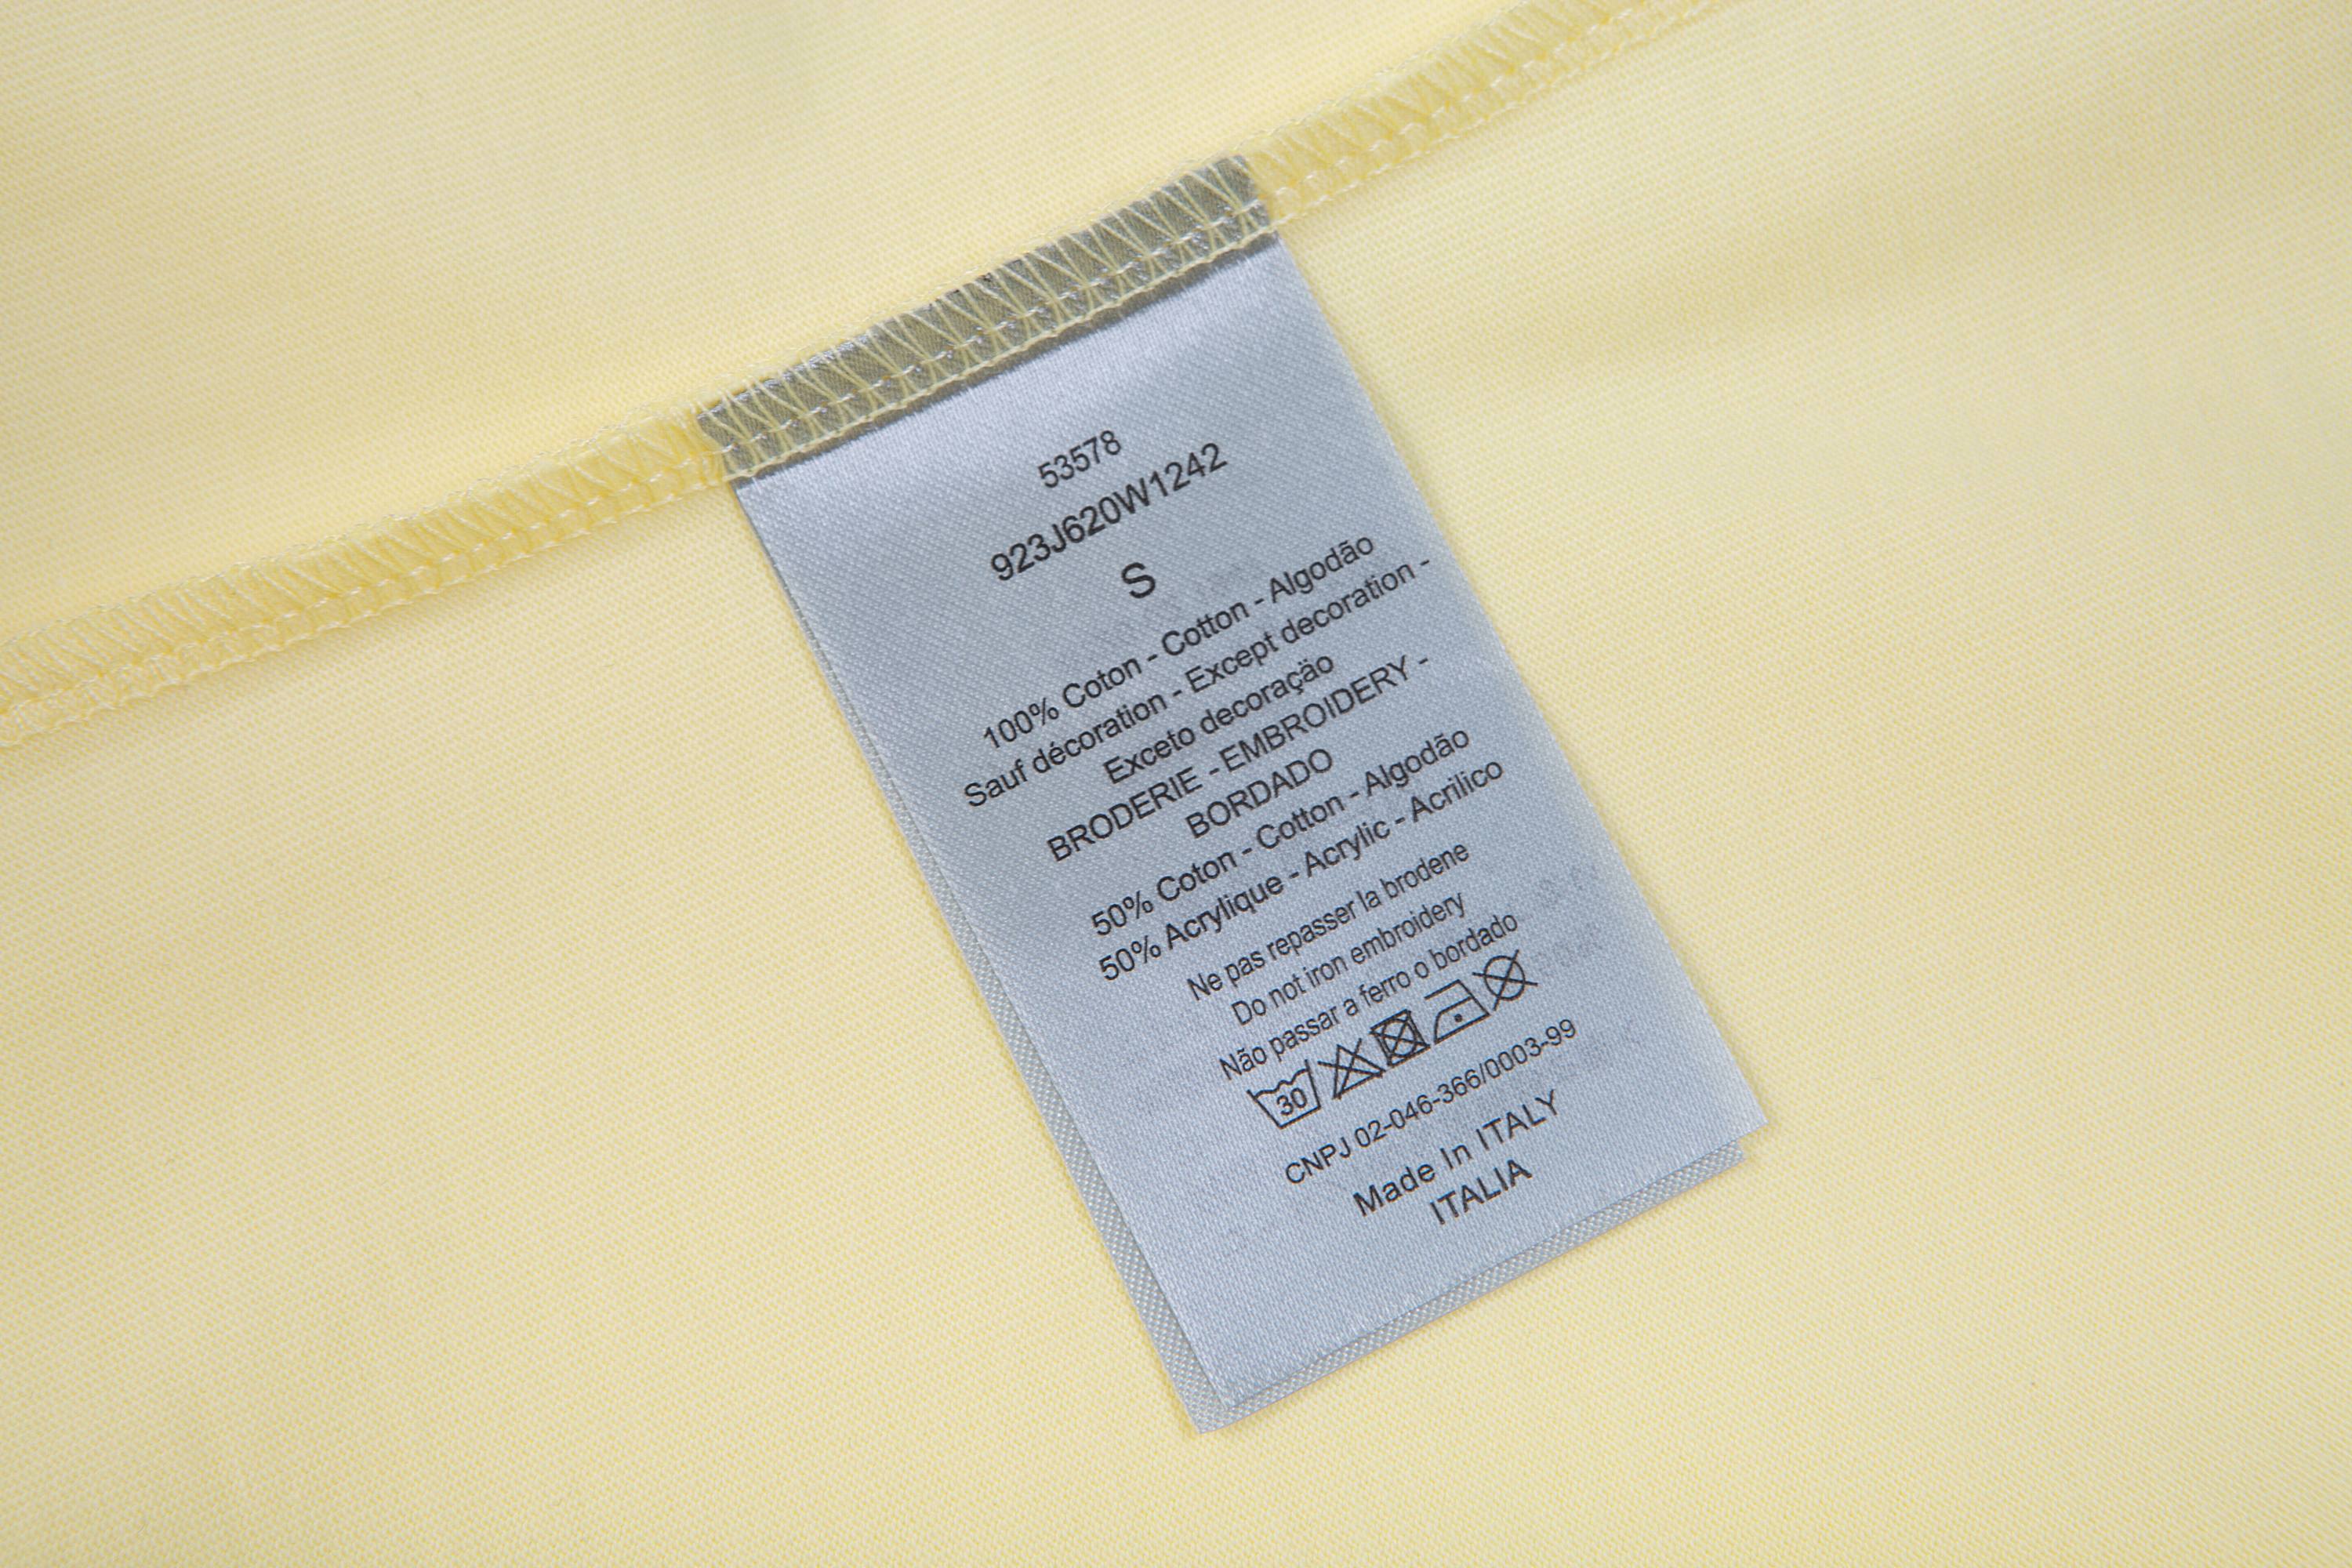 53578
923J620W1242
S
100% Coton - Cotton - Algodão
Sauf décoration - Except decoration -
Exceto decoração
BRODERIE - EMBROIDERY -
BORDADO
50% Coton - Cotton - Algodão
50% Acrylique - Acrylic - Acrilico
Ne pas repasser la brodene
Do not iron embroidery
Não passar a ferro o bordado
30
CNPJ 02-046-366/0003-99
Made In ITALY
ITALIA